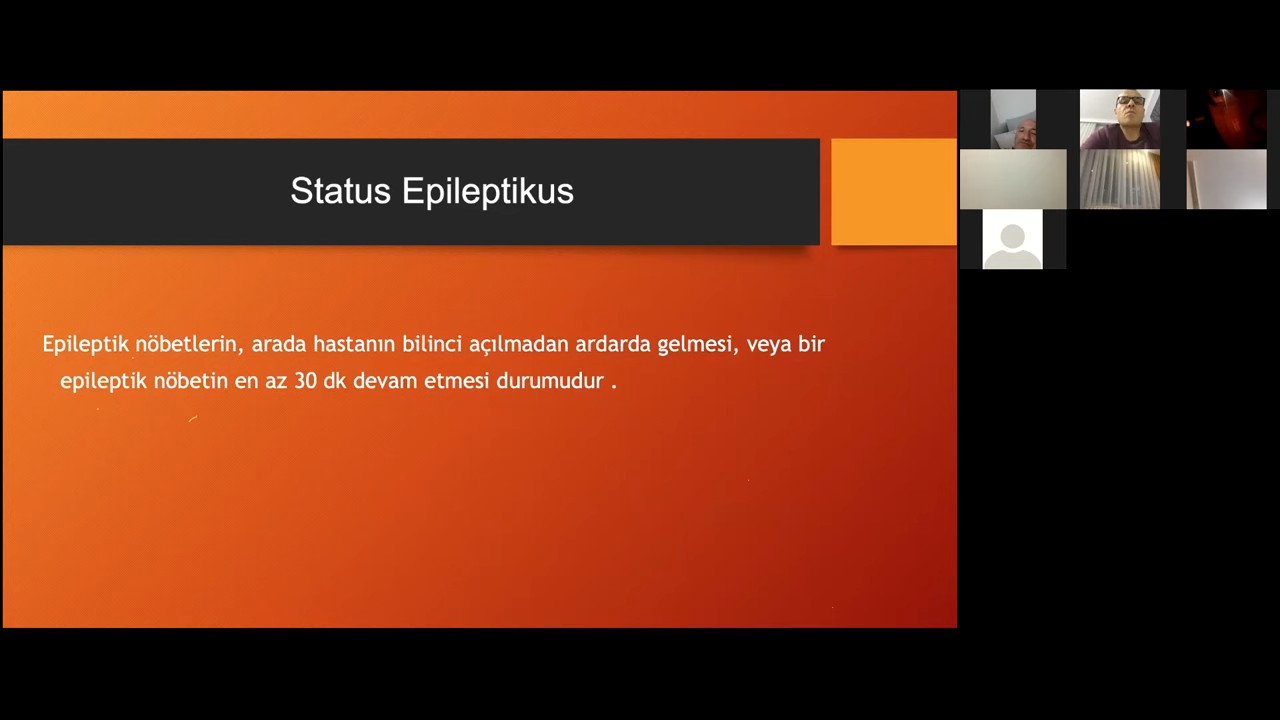 Status Epileptikus
Epileptik nöbetlerin, arada hastanın bilinci açılmadan ardarda gelmesi, veya bir
epileptik nöbetin en az 30 dk devam etmesi durumudur .